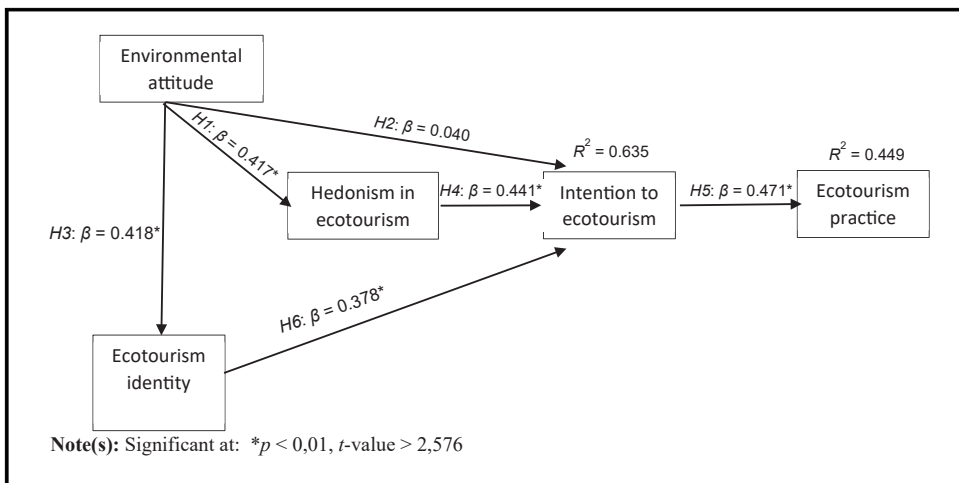 Environmental
attitude
H1: β = 0.417*
H2: β = 0.040
R² = 0.635
R² = 0.449
Hedonism in
ecotourism
H4: β = 0.441*
Intention to
ecotourism
H5: β = 0.471*
Ecotourism
practice
H3: β = 0.418*
H6: β = 0.378*
Ecotourism
identity
Note(s): Significant at: *p < 0,01, t-value > 2,576